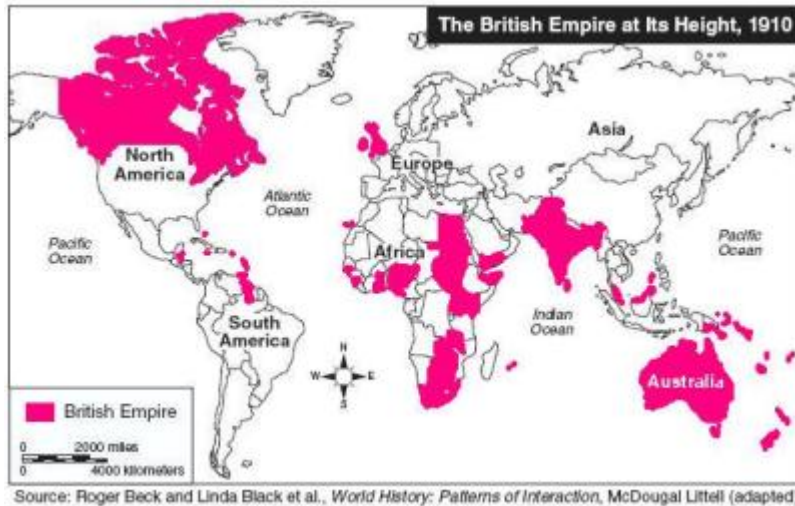 The British Empire at Its Height, 1910
North
America
Atlantic
Ocean
Pacific
Ocean
Europe
Asia
Africa
Pacific
Ocean
Indian
Ocean
South
America
Australia
N
W E
S
British Empire
0 2000 miles
0 4000 kilometers
Source: Roger Beck and Linda Black et al., World History: Patterns of Interaction, McDougal Littell (adapted